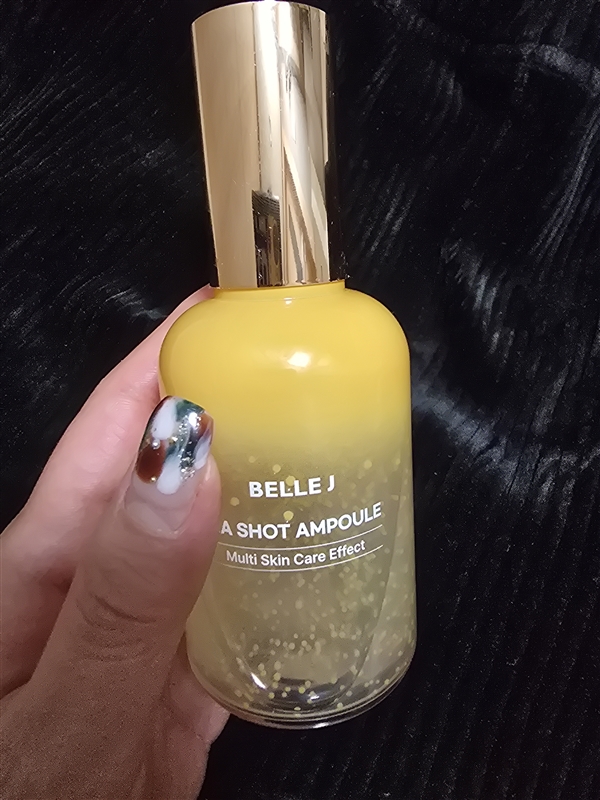 BELLE J
A SHOT AMPOULE
Multi Skin Care Effect